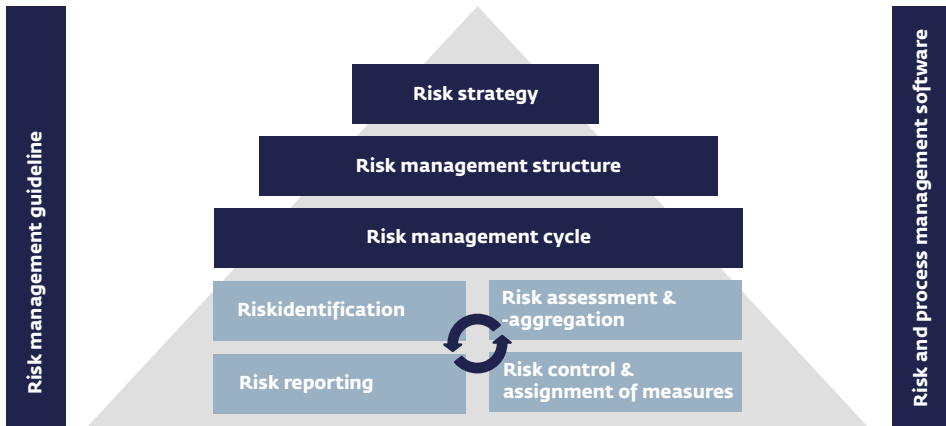 Risk management guideline
Risk strategy
Risk management structure
Risk management cycle
Riskidentification
Risk assessment &
-aggregation
Risk reporting
Risk control &
assignment of measures
Risk and process management software